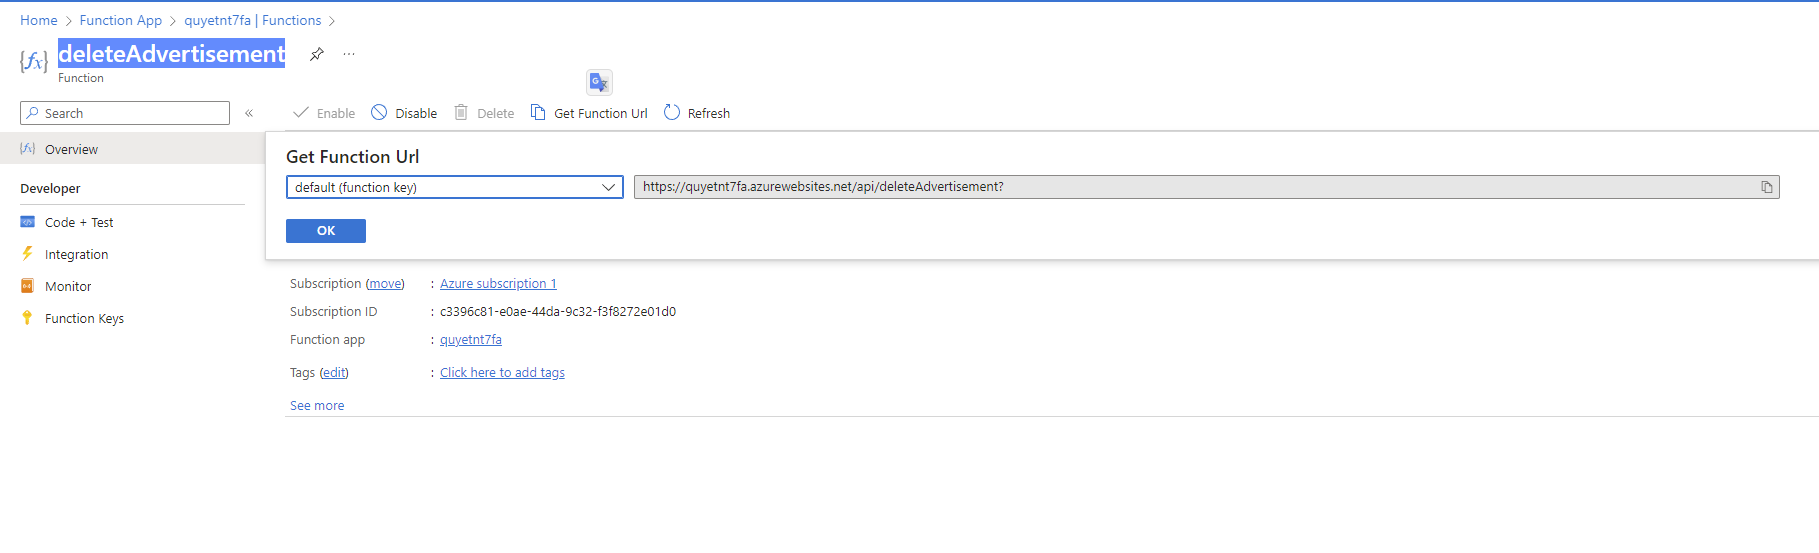 Home > Function App > quyetnt7fa | Functions >
deleteAdvertisement
Function
Search
Enable Disable Delete Get Function Url Refresh
Overview
Developer
Code + Test
Integration
Monitor
Function Keys
Get Function Url
default (function key) https://quyetnt7fa.azurewebsites.net/api/deleteAdvertisement?
OK
Subscription (move) : Azure subscription 1
Subscription ID : c3396c81-e0ae-44da-9c32-f3f8272e01d0
Function app : quyetnt7fa
Tags (edit) : Click here to add tags
See more